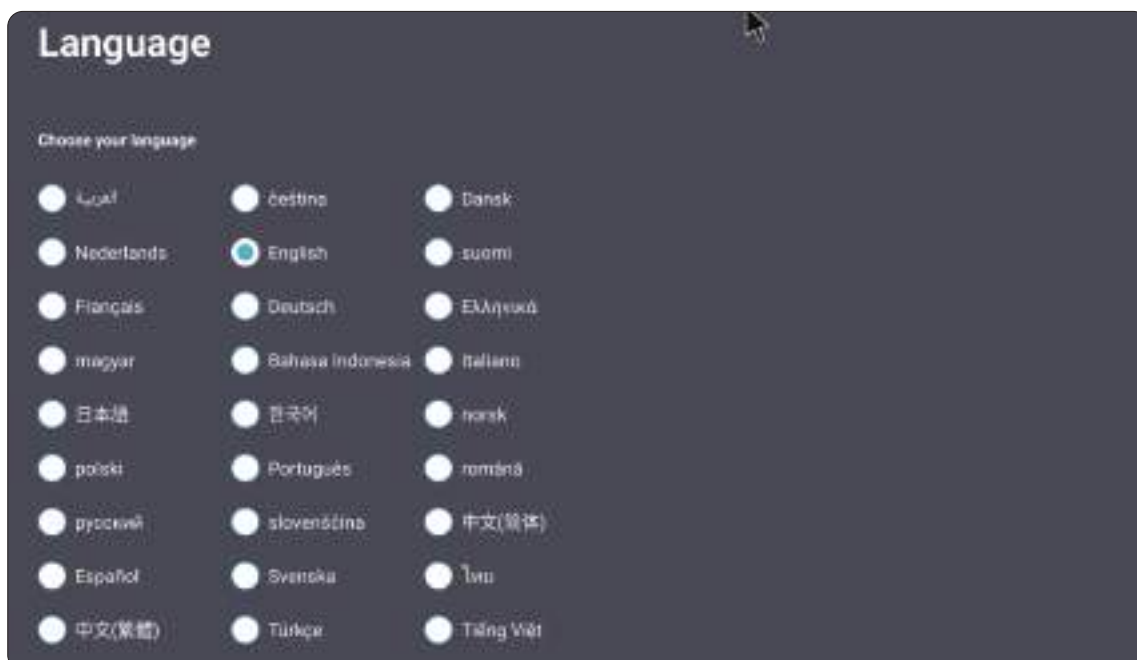 Language
Choose your language
العربية čeština Dansk
Nederlands English suomi
Français Deutsch Ελληνικά
magyar Bahasa Indonesia Italiano
日本語 한국어 norsk
polski Português română
русский slovenščina 中文(简体)
Español Svenska ไทย
中文(繁體) Türkçe Tiếng Việt